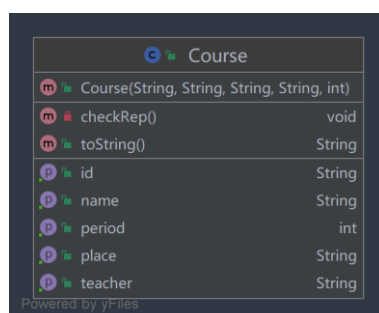 C Course
m Course(String, String, String, String, int)
m checkRep() void
m toString() String
p id String
p name String
p period int
p place String
p teacher String
Powered by yFiles